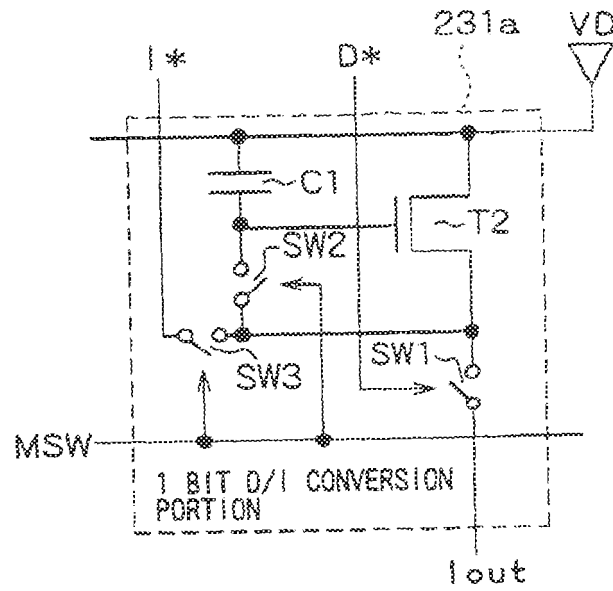 231a
VD
I*
D*
C1
T2
SW2
SW1
SW3
MSW
1 BIT D/I CONVERSION
PORTION
Iout